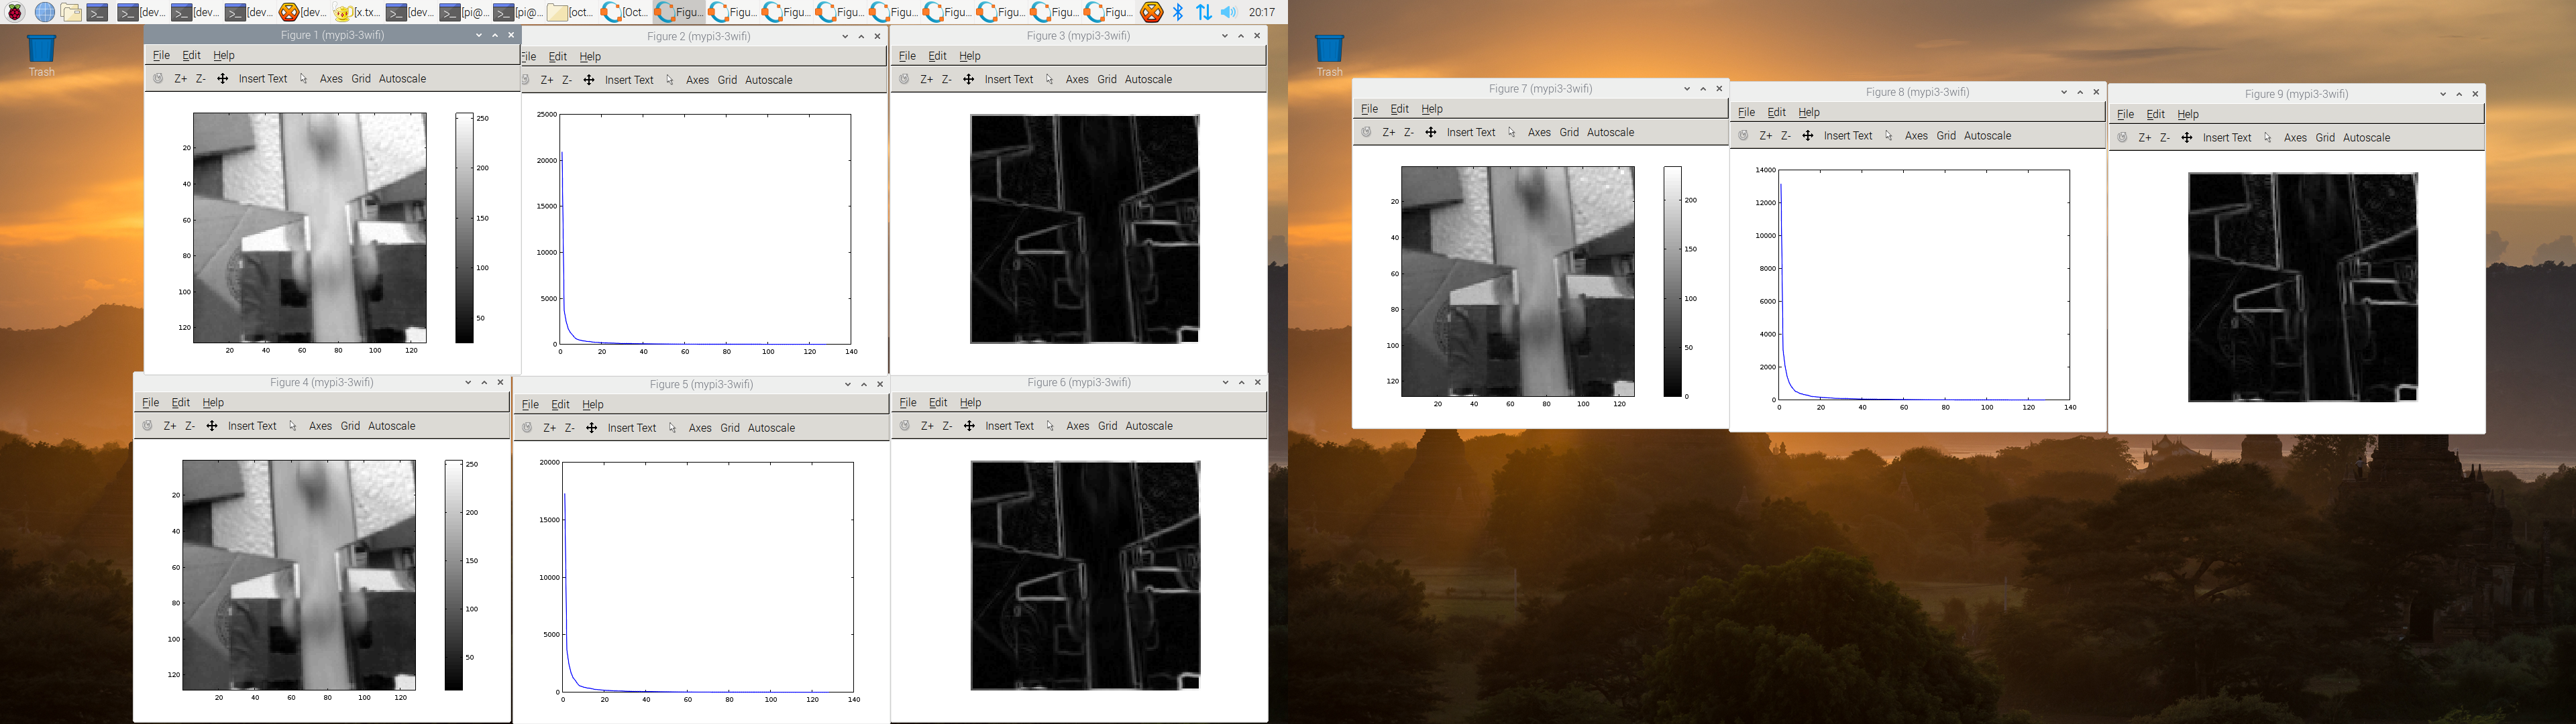 [dev... [dev... [dev... [dev... [x.tx... [dev... [pi@... [pi@... [oct... [Oct... Figu... Figu... Figu... Figu... Figu... Figu... Figu... Figu... Figu... 20:17
Trash
Figure 1 (mypi3-3wifi)
File Edit Help
Z+ Z- Insert Text Axes Grid Autoscale
250
200
150
100
50
20
40
60
80
100
120
20 40 60 80 100 120
Figure 2 (mypi3-3wifi)
File Edit Help
Z+ Z- Insert Text Axes Grid Autoscale
25000
20000
15000
10000
5000
0
0 20 40 60 80 100 120 140
Figure 3 (mypi3-3wifi)
File Edit Help
Z+ Z- Insert Text Axes Grid Autoscale
Figure 4 (mypi3-3wifi)
File Edit Help
Z+ Z- Insert Text Axes Grid Autoscale
250
200
150
100
50
20
40
60
80
100
120
20 40 60 80 100 120
Figure 5 (mypi3-3wifi)
File Edit Help
Z+ Z- Insert Text Axes Grid Autoscale
20000
15000
10000
5000
0
0 20 40 60 80 100 120 140
Figure 6 (mypi3-3wifi)
File Edit Help
Z+ Z- Insert Text Axes Grid Autoscale
Trash
Figure 7 (mypi3-3wifi)
File Edit Help
Z+ Z- Insert Text Axes Grid Autoscale
200
150
100
50
0
20
40
60
80
100
120
20 40 60 80 100 120
Figure 8 (mypi3-3wifi)
File Edit Help
Z+ Z- Insert Text Axes Grid Autoscale
14000
12000
10000
8000
6000
4000
2000
0
0 20 40 60 80 100 120 140
Figure 9 (mypi3-3wifi)
File Edit Help
Z+ Z- Insert Text Axes Grid Autoscale